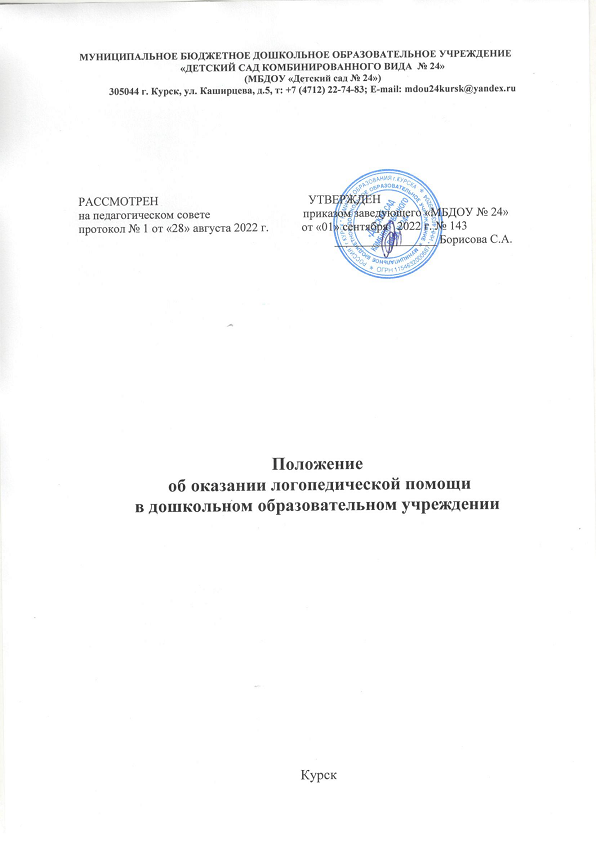 МУНИЦИПАЛЬНОЕ БЮДЖЕТНОЕ ДОШКОЛЬНОЕ ОБРАЗОВАТЕЛЬНОЕ УЧРЕЖДЕНИЕ
«ДЕТСКИЙ САД КОМБИНИРОВАННОГО ВИДА № 24»
(МБДОУ «Детский сад № 24»)
305044 г. Курск, ул. Каширцева, д.5, т: +7 (4712) 22-74-83; E-mail: mdou24kursk@yandex.ru
РАССМОТРЕН
на педагогическом совете
протокол № 1 от «28» августа 2022 г.
УТВЕРЖДЕН
приказом заведующего «МБДОУ № 24»
от «01» сентября 2022 г. № 143
Борисова С.А.
Положение
об оказании логопедической помощи
в дошкольном образовательном учреждении
Курск